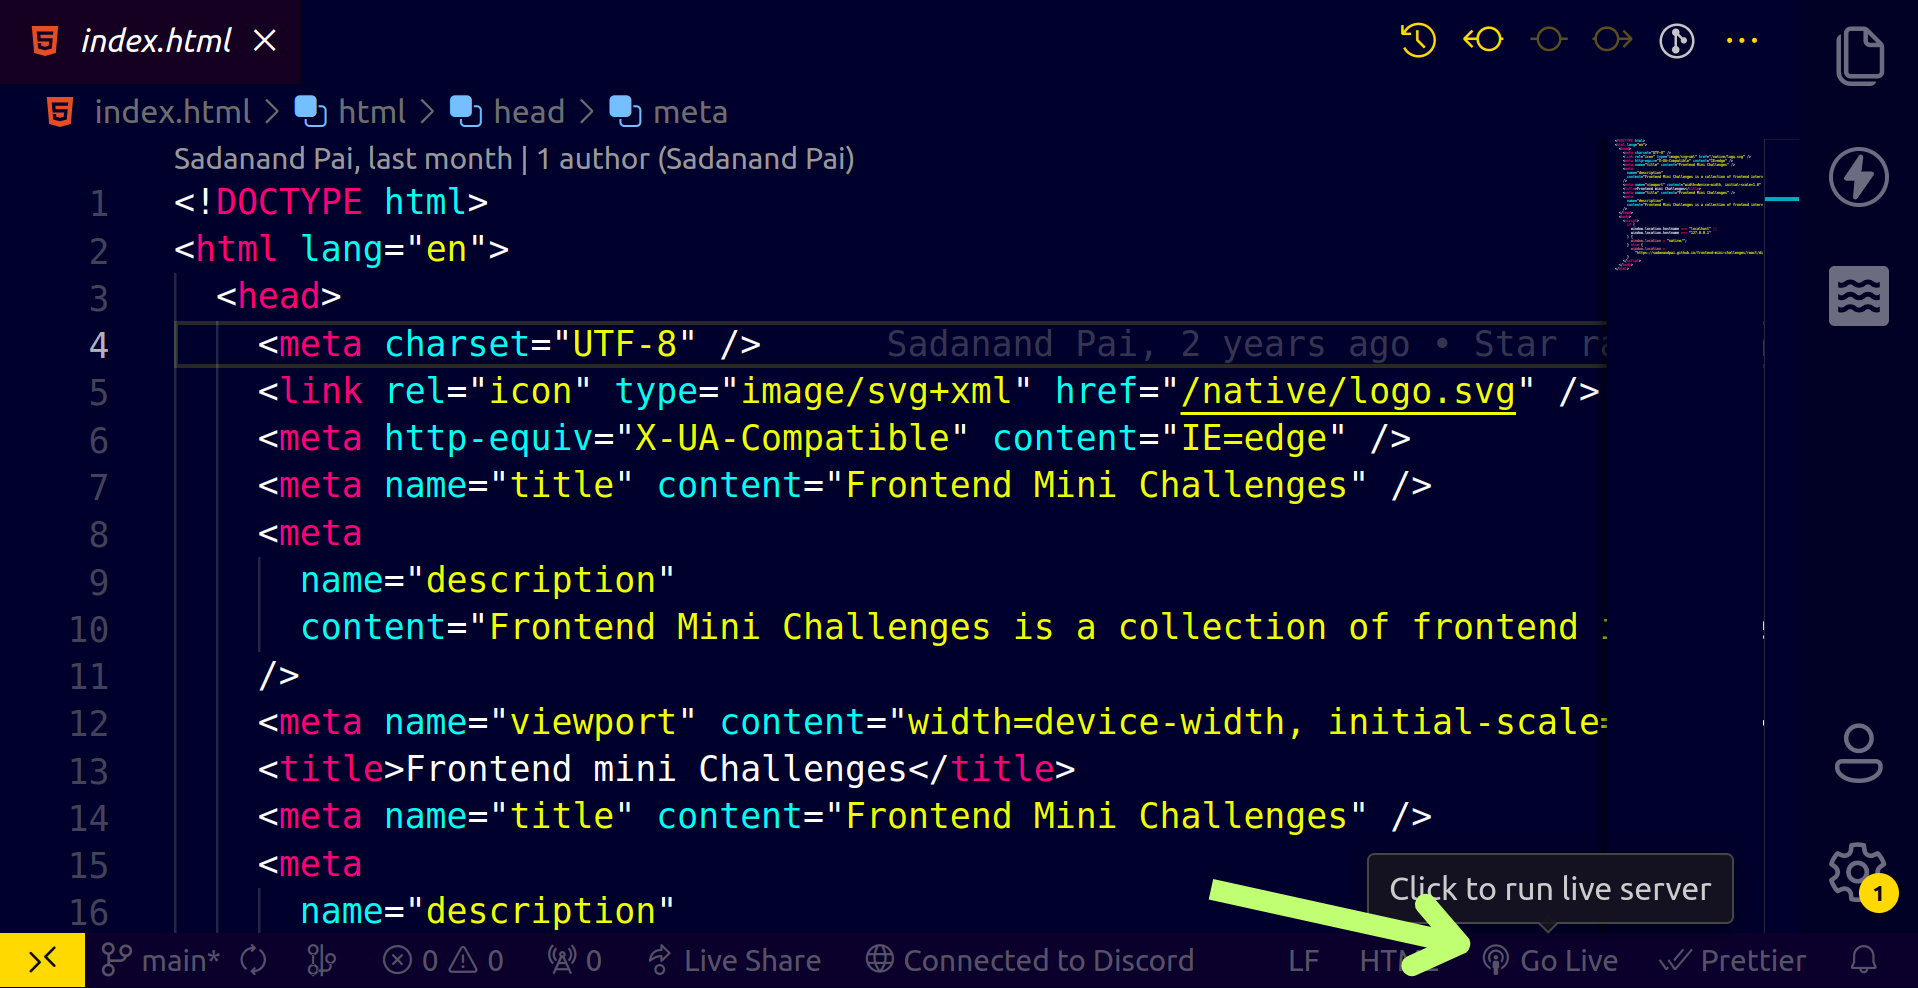 index.html
index.html > html > head > meta
Sadanand Pai, last month | 1 author (Sadanand Pai)
1 <!DOCTYPE html>
2 <html lang="en">
3 <head>
4 <meta charset="UTF-8" /> Sadanand Pai, 2 years ago • Star
5 <link rel="icon" type="image/svg+xml" href="/native/logo.svg" />
6 <meta http-equiv="X-UA-Compatible" content="IE=edge" />
7 <meta name="title" content="Frontend Mini Challenges" />
8 <meta
9 name="description"
10 content="Frontend Mini Challenges is a collection of frontend
11 />
12 <meta name="viewport" content="width=device-width, initial-scale=
13 <title>Frontend mini Challenges</title>
14 <meta name="title" content="Frontend Mini Challenges" />
15 <meta
16 name="description"
Click to run live server
1
main* 0 0 0 Live Share Connected to Discord LF HTML Go Live Prettier